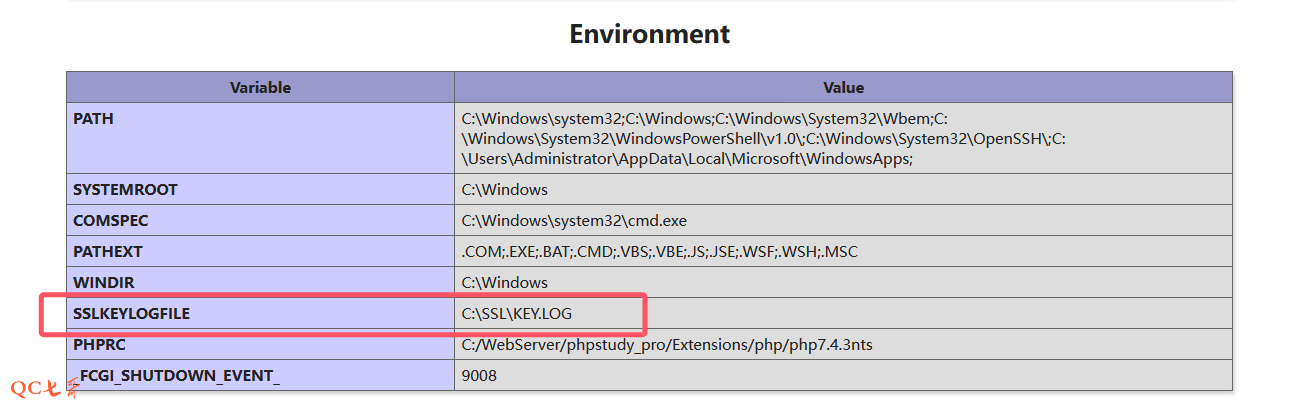 Environment
Variable Value
PATH C:\Windows\system32;C:\Windows;C:\Windows\System32\Wbem;C:
\Windows\System32\WindowsPowerShell\v1.0\;C:\Windows\System32\OpenSSH\;C:
\Users\Administrator\AppData\Local\Microsoft\WindowsApps;
SYSTEMROOT C:\Windows
COMSPEC C:\Windows\system32\cmd.exe
PATHEXT .COM;.EXE;.BAT;.CMD;.VBS;.VBE;.JS;.JSE;.WSF;.WSH;.MSC
WINDIR C:\Windows
SSLKEYLOGFILE C:\SSL\KEY.LOG
PHPRC C:/WebServer/phpstudy_pro/Extensions/php/php7.4.3nts
_FCGI_SHUTDOWN_EVENT_ 9008
QC七